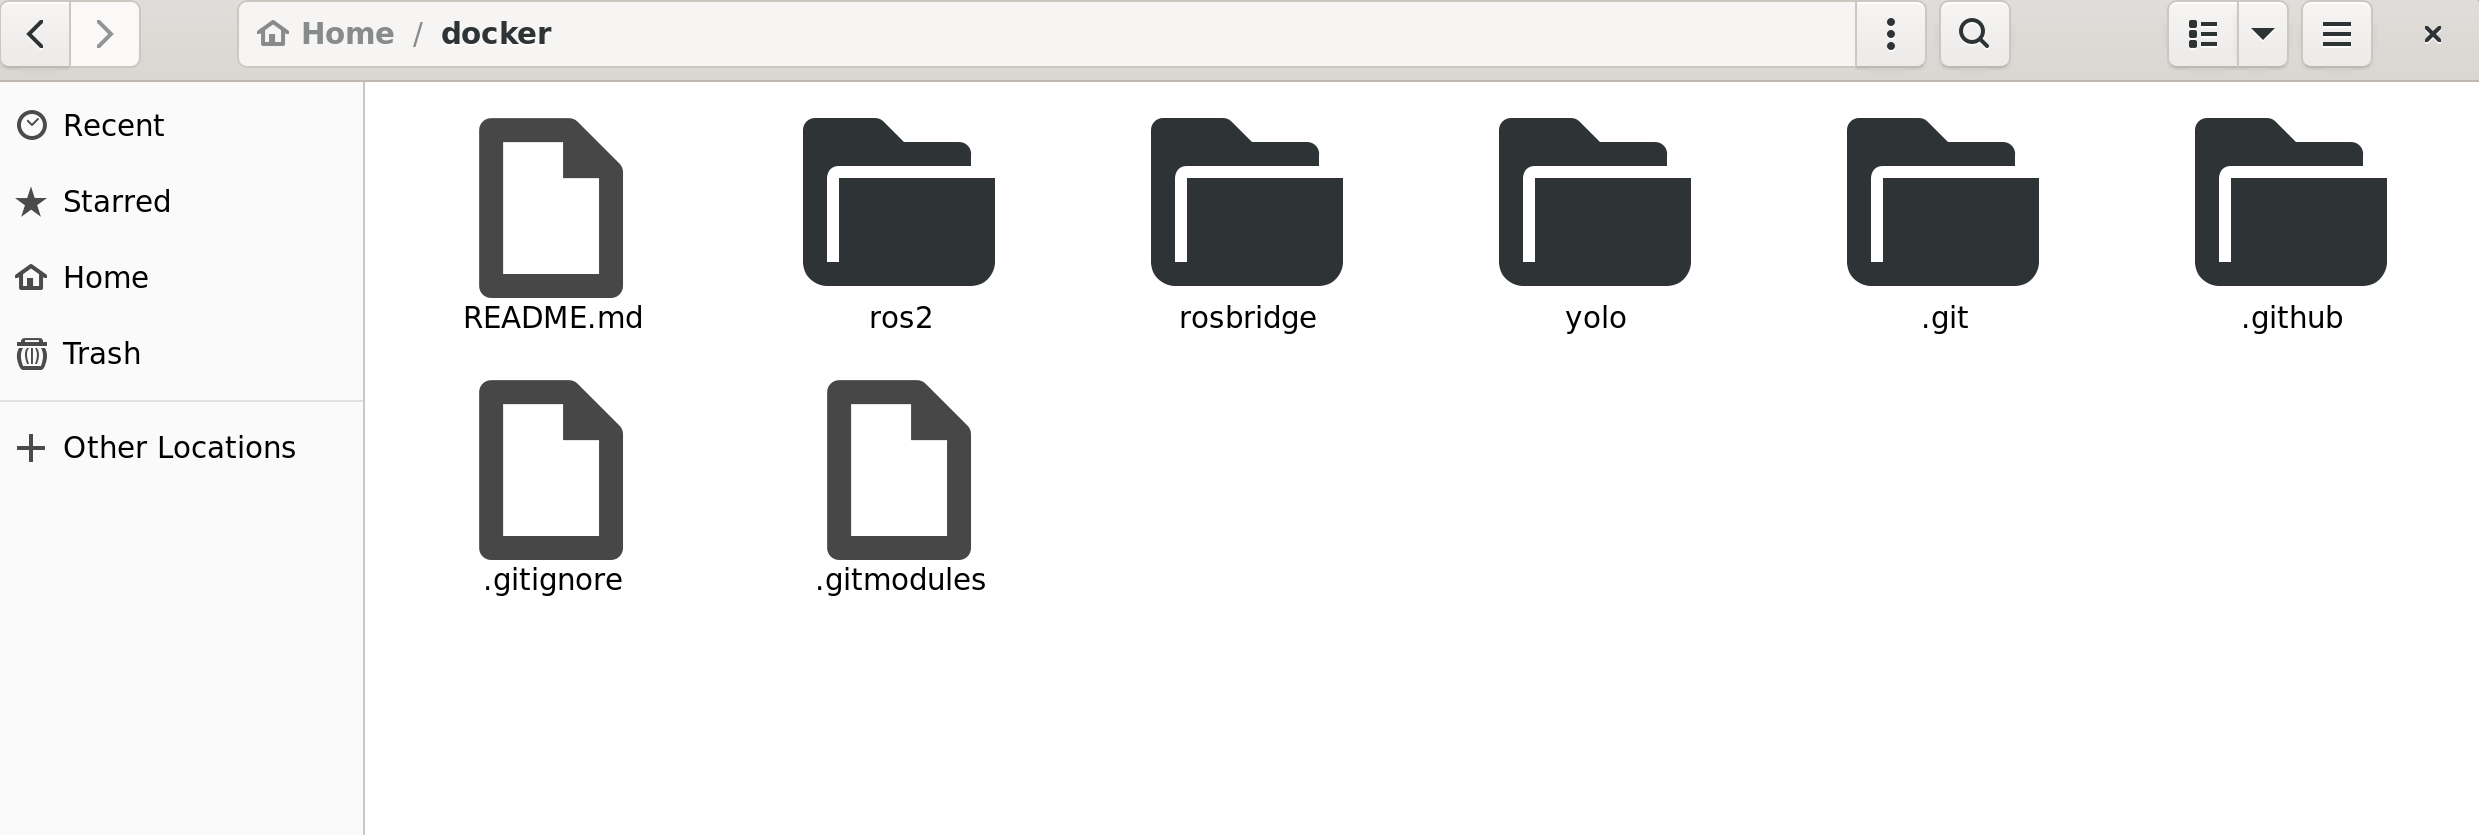 Home / docker
Recent
Starred
Home
Trash
Other Locations
README.md
ros2
rosbridge
yolo
.git
.github
.gitignore
.gitmodules